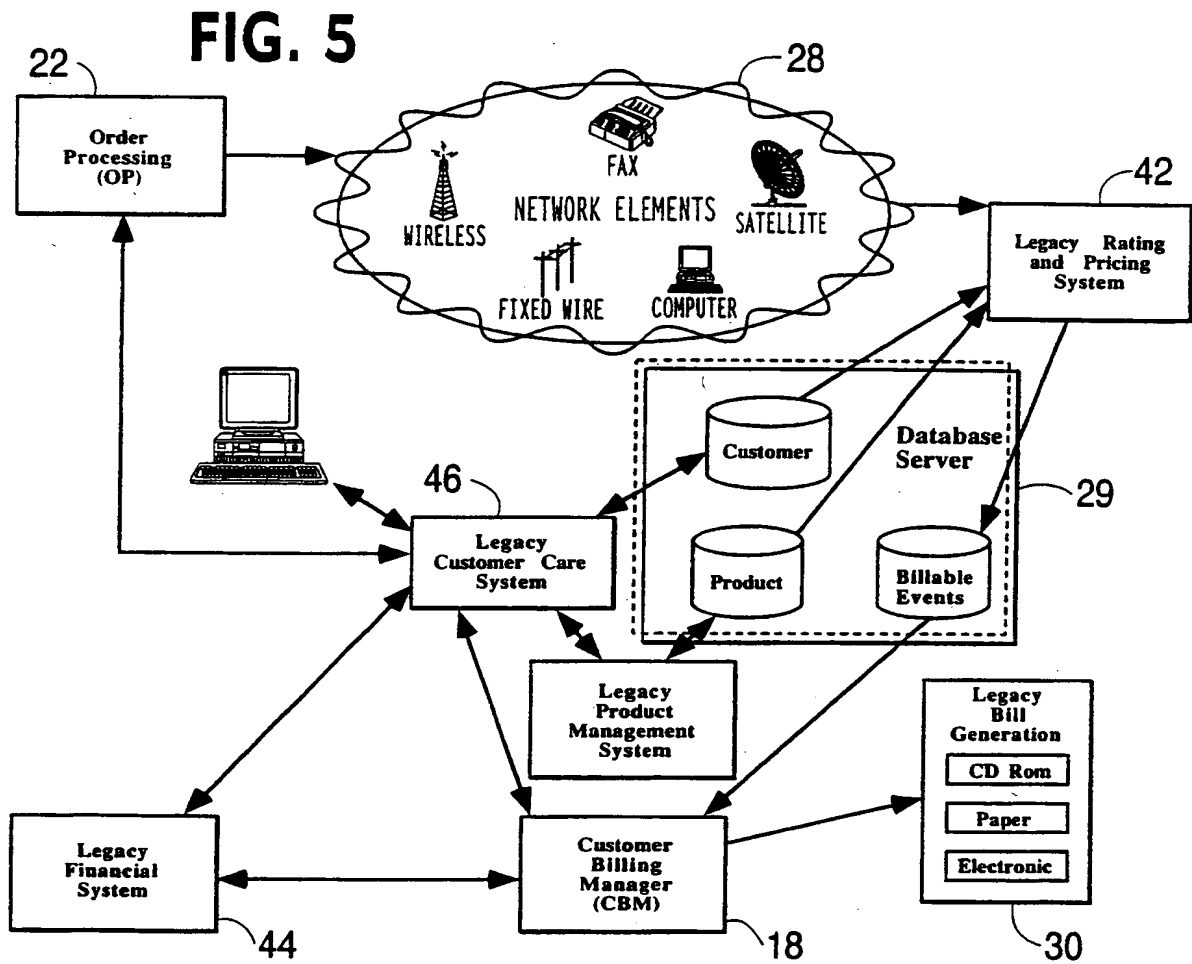 FIG. 5
22
Order
Processing
(OP)
28
FAX
WIRELESS
NETWORK ELEMENTS
SATELLITE
FIXED WIRE
COMPUTER
42
Legacy Rating
and Pricing
System
Customer
Database
Server
29
46
Legacy
Customer Care
System
Product
Billable
Events
Legacy
Product
Management
System
Legacy
Bill
Generation
CD Rom
Paper
Electronic
30
Legacy
Financial
System
44
Customer
Billing
Manager
(CBM)
18